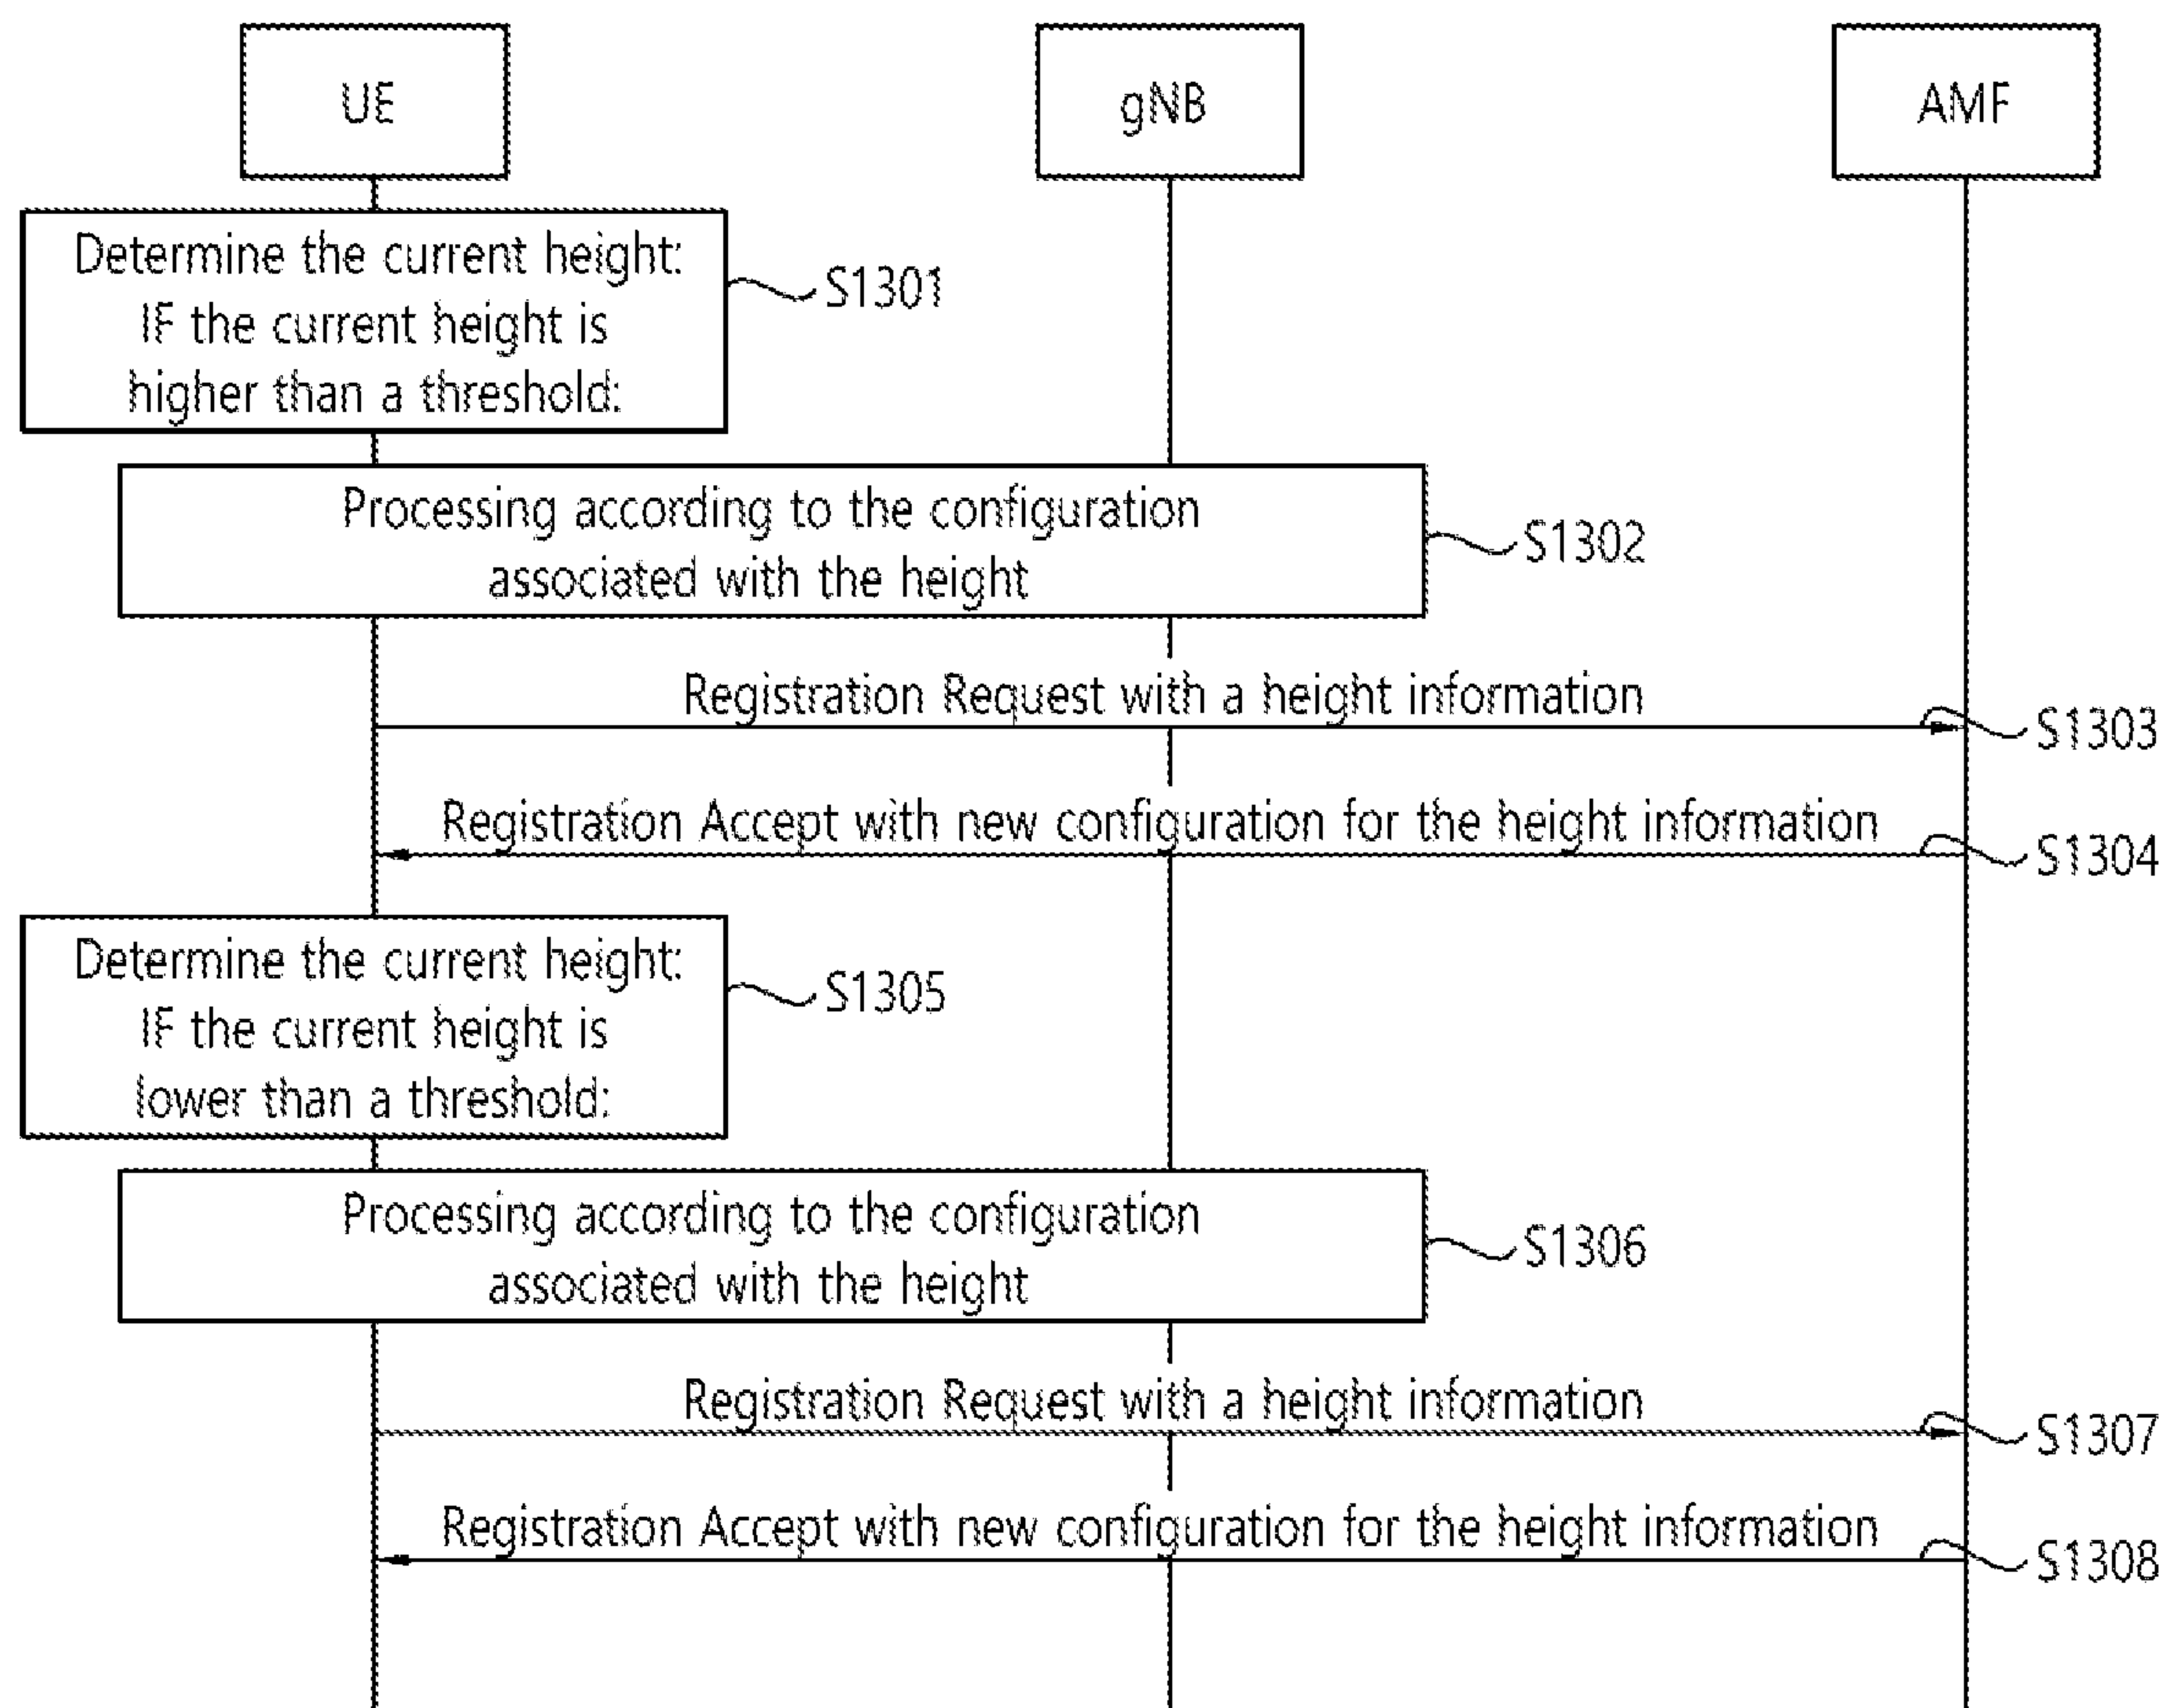 UE
gNB
AMF
Determine the current height:
IF the current height is
higher than a threshold:
S1301
Processing according to the configuration
associated with the height
S1302
Registration Request with a height information
S1303
Registration Accept with new configuration for the height information
S1304
Determine the current height:
IF the current height is
lower than a threshold:
S1305
Processing according to the configuration
associated with the height
S1306
Registration Request with a height information
S1307
Registration Accept with new configuration for the height information
S1308